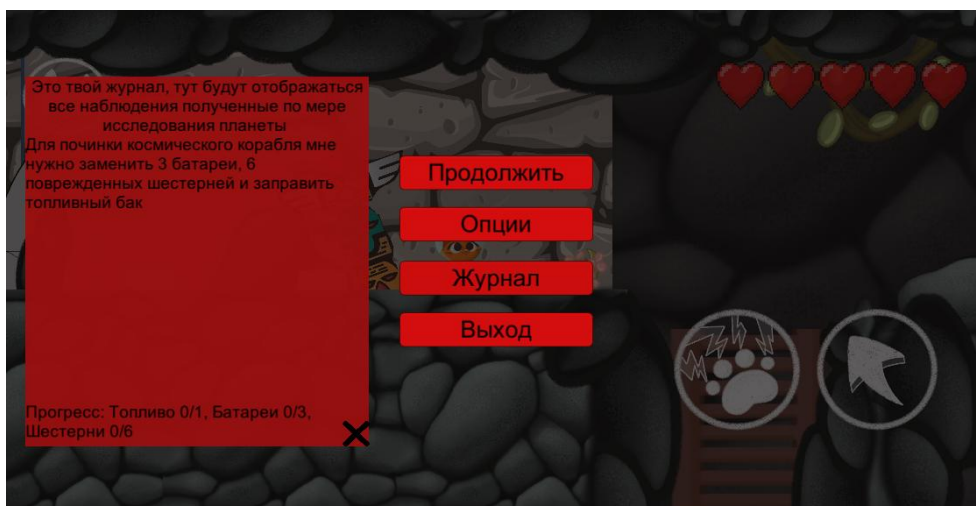 Это твой журнал, тут будут отображаться
все наблюдения полученные по мере
исследования планеты
Для починки космического корабля мне
нужно заменить 3 батареи, 6
поврежденных шестерней и заправить
топливный бак
Прогресс: Топливо 0/1, Батареи 0/3,
Шестерни 0/6
Продолжить
Опции
Журнал
Выход